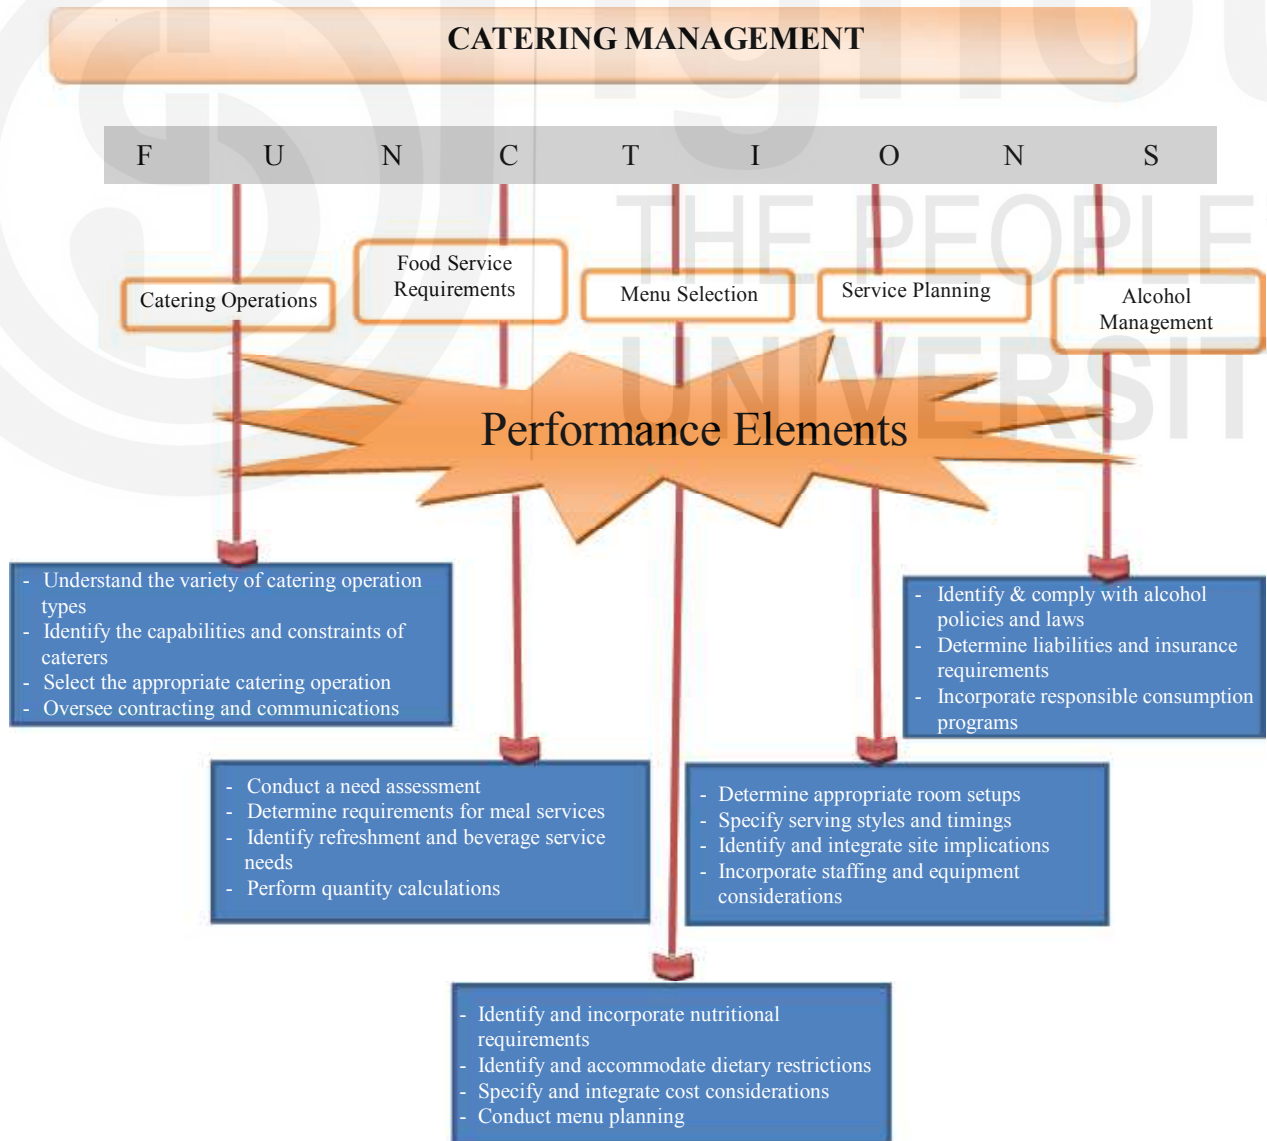 CATERING MANAGEMENT
F U N C T I O N S
THE PEOPLE
UNIVERSIT
Catering Operations
Food Service
Requirements
Menu Selection
Service Planning
Alcohol
Management
Performance Elements
- Understand the variety of catering operation
types
- Identify the capabilities and constraints of
caterers
- Select the appropriate catering operation
- Oversee contracting and communications
- Identify & comply with alcohol
policies and laws
- Determine liabilities and insurance
requirements
- Incorporate responsible consumption
programs
- Conduct a need assessment
- Determine requirements for meal services
- Identify refreshment and beverage service
needs
- Perform quantity calculations
- Determine appropriate room setups
- Specify serving styles and timings
- Identify and integrate site implications
- Incorporate staffing and equipment
considerations
- Identify and incorporate nutritional
requirements
- Identify and accommodate dietary restrictions
- Specify and integrate cost considerations
- Conduct menu planning